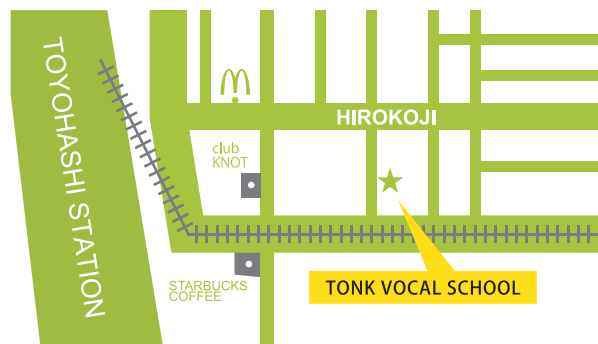 TOYOHASHI STATION
HIROKOJI
club
KNOT
STARBUCKS
COFFEE
TONK VOCAL SCHOOL